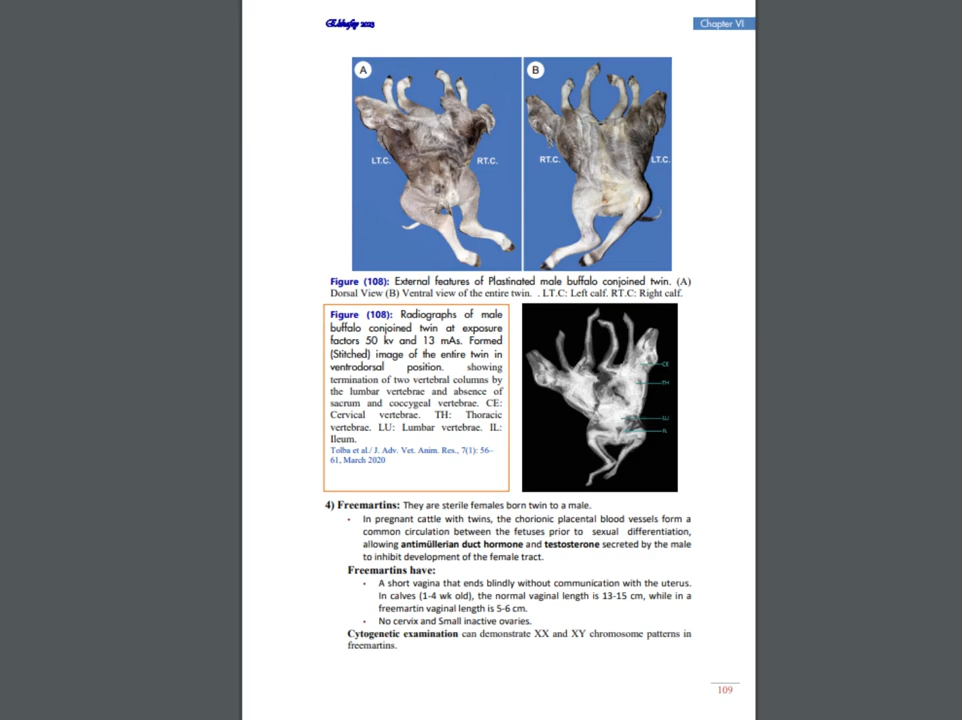 Elshafey 2023
Chapter VI
A
B
LT.C.
RT.C.
RT.C.
LT.C.
Figure (108): External features of Plastinated male buffalo conjoined twin. (A)
Dorsal View (B) Ventral view of the entire twin. . LT.C: Left calf. RT.C: Right calf.
Figure (108): Radiographs of male
buffalo conjoined twin at exposure
factors 50 kv and 13 mAs. Formed
(Stitched) image of the entire twin in
ventrodorsal position. showing
termination of two vertebral columns by
the lumbar vertebrae and absence of
sacrum and coccygeal vertebrae. CE:
Cervical vertebrae. TH: Thoracic
vertebrae. LU: Lumbar vertebrae. IL:
Ileum.
Tolba et al./ J. Adv. Vet. Anim. Res., 7(1): 56–
61, March 2020
CE
TH
LU
IL
4) Freemartins: They are sterile females born twin to a male.
• In pregnant cattle with twins, the chorionic placental blood vessels form a
common circulation between the fetuses prior to sexual differentiation,
allowing antimüllerian duct hormone and testosterone secreted by the male
to inhibit development of the female tract.
Freemartins have:
• A short vagina that ends blindly without communication with the uterus.
In calves (1-4 wk old), the normal vaginal length is 13-15 cm, while in a
freemartin vaginal length is 5-6 cm.
• No cervix and Small inactive ovaries.
Cytogenetic examination can demonstrate XX and XY chromosome patterns in
freemartins.
109